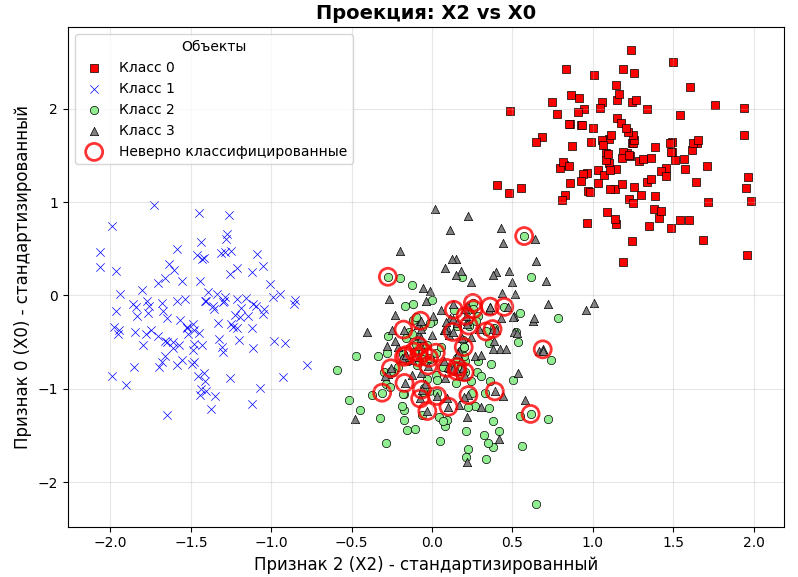 Проекция: X2 vs X0
Объекты
Класс 0
Класс 1
Класс 2
Класс 3
Неверно классифицированные
Признак 0 (X0) - стандартизированный
2
1
0
−1
−2
−2.0 −1.5 −1.0 −0.5 0.0 0.5 1.0 1.5 2.0
Признак 2 (X2) - стандартизированный